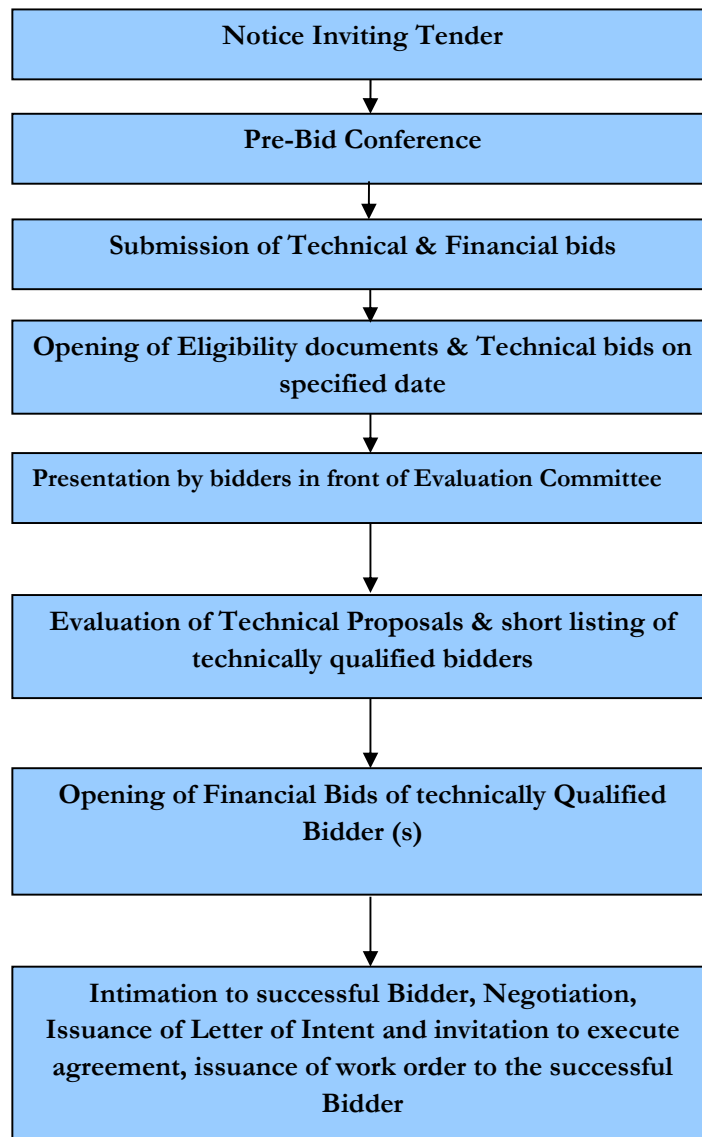 Notice Inviting Tender
Pre-Bid Conference
Submission of Technical & Financial bids
Opening of Eligibility documents & Technical bids on
specified date
Presentation by bidders in front of Evaluation Committee
Evaluation of Technical Proposals & short listing of
technically qualified bidders
Opening of Financial Bids of technically Qualified
Bidder (s)
Intimation to successful Bidder, Negotiation,
Issuance of Letter of Intent and invitation to execute
agreement, issuance of work order to the successful
Bidder